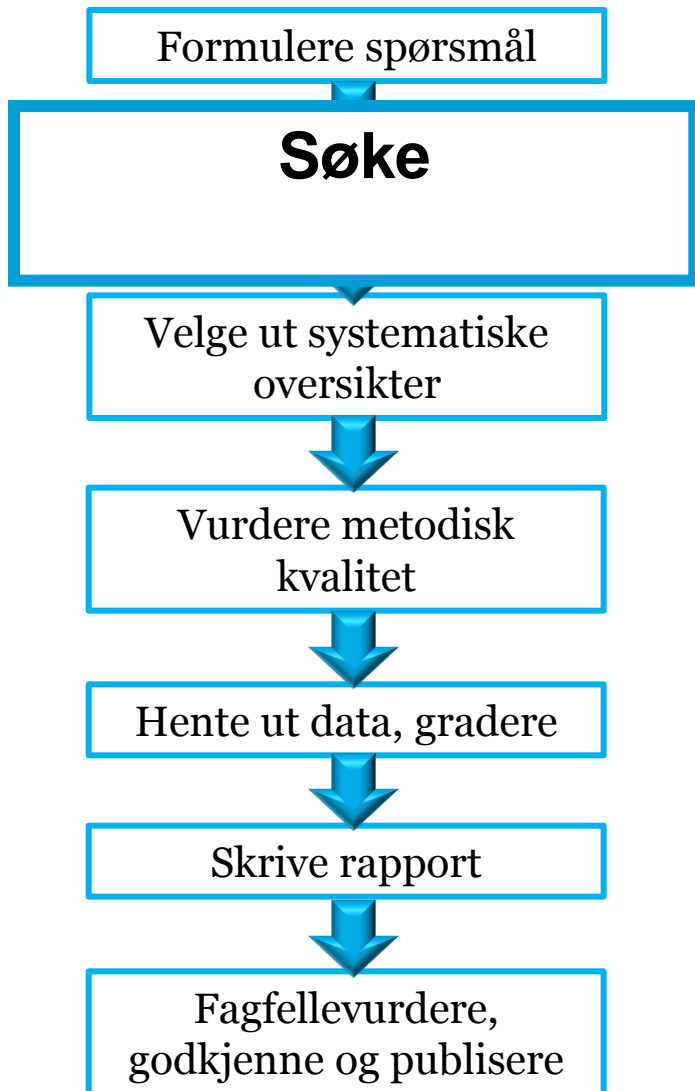 Formulere spørsmål
Søke
Velge ut systematiske
oversikter
Vurdere metodisk
kvalitet
Hente ut data, gradere
Skrive rapport
Fagfellevurdere,
godkjenne og publisere